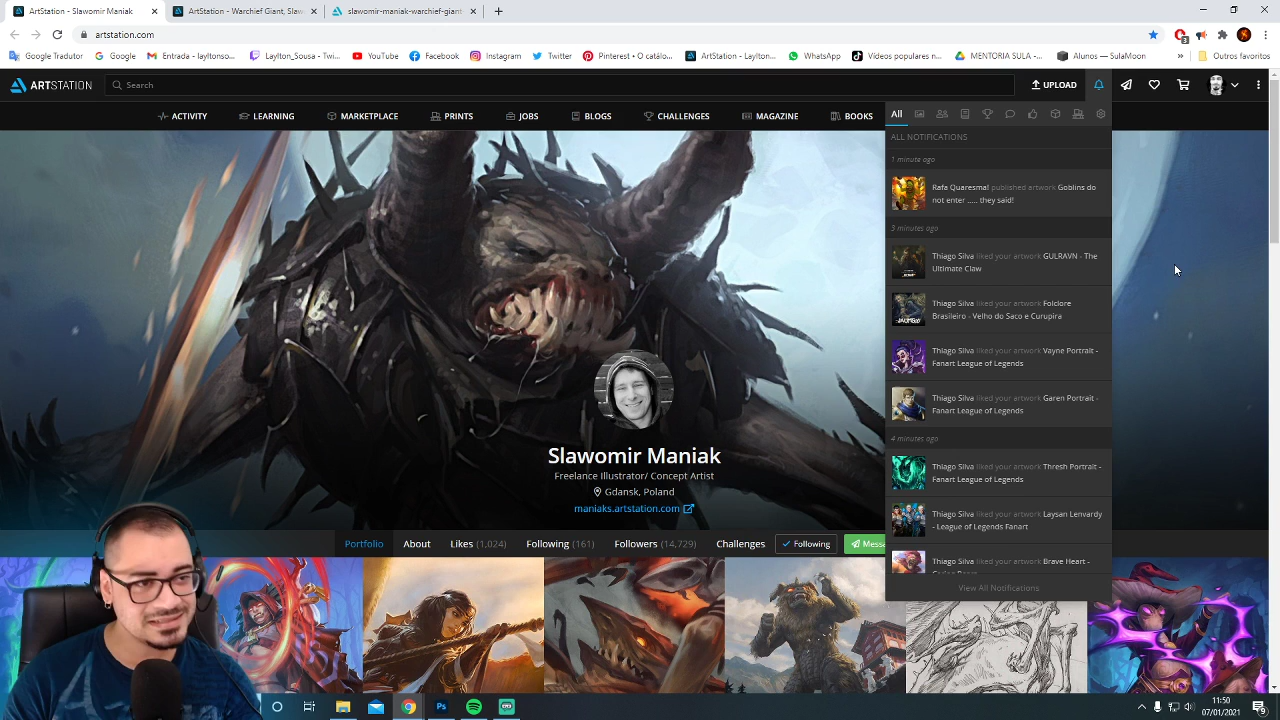 ArtStation - Slawomir Maniak
ArtStation - Warchief Giant, Slaw
slawomir-maniak-warchief-giant
artstation.com
Google Tradutor
Google
Entrada - layltonso...
Layllton_Sousa - Twi...
YouTube
Facebook
Instagram
Twitter
Pinterest - O catálo...
ArtStation - Laylton...
WhatsApp
Vídeos populares n...
MENTORIA SULA -...
Alunos — SulaMoon
Outros favoritos
3
ARTSTATION
Search
UPLOAD
ACTIVITY
LEARNING
MARKETPLACE
PRINTS
JOBS
BLOGS
CHALLENGES
MAGAZINE
BOOKS
All
ALL NOTIFICATIONS
1 minute ago
Rafa Quaresma! published artwork Goblins do
not enter ..... they said!
3 minutes ago
Thiago Silva liked your artwork GULRAVN - The
Ultimate Claw
Thiago Silva liked your artwork Folclore
Brasileiro - Velho do Saco e Curupira
Thiago Silva liked your artwork Vayne Portrait -
Fanart League of Legends
Thiago Silva liked your artwork Garen Portrait -
Fanart League of Legends
4 minutes ago
Thiago Silva liked your artwork Thresh Portrait -
Fanart League of Legends
Thiago Silva liked your artwork Laysan Lenvardy
- League of Legends Fanart
Thiago Silva liked your artwork Brave Heart -
View All Notifications
Slawomir Maniak
Freelance Illustrator/ Concept Artist
Gdansk, Poland
maniaks.artstation.com
Portfolio
About
Likes (1,024)
Following (161)
Followers (14,729)
Challenges
Following
Mess
Ps
11:50
07/01/2021
9